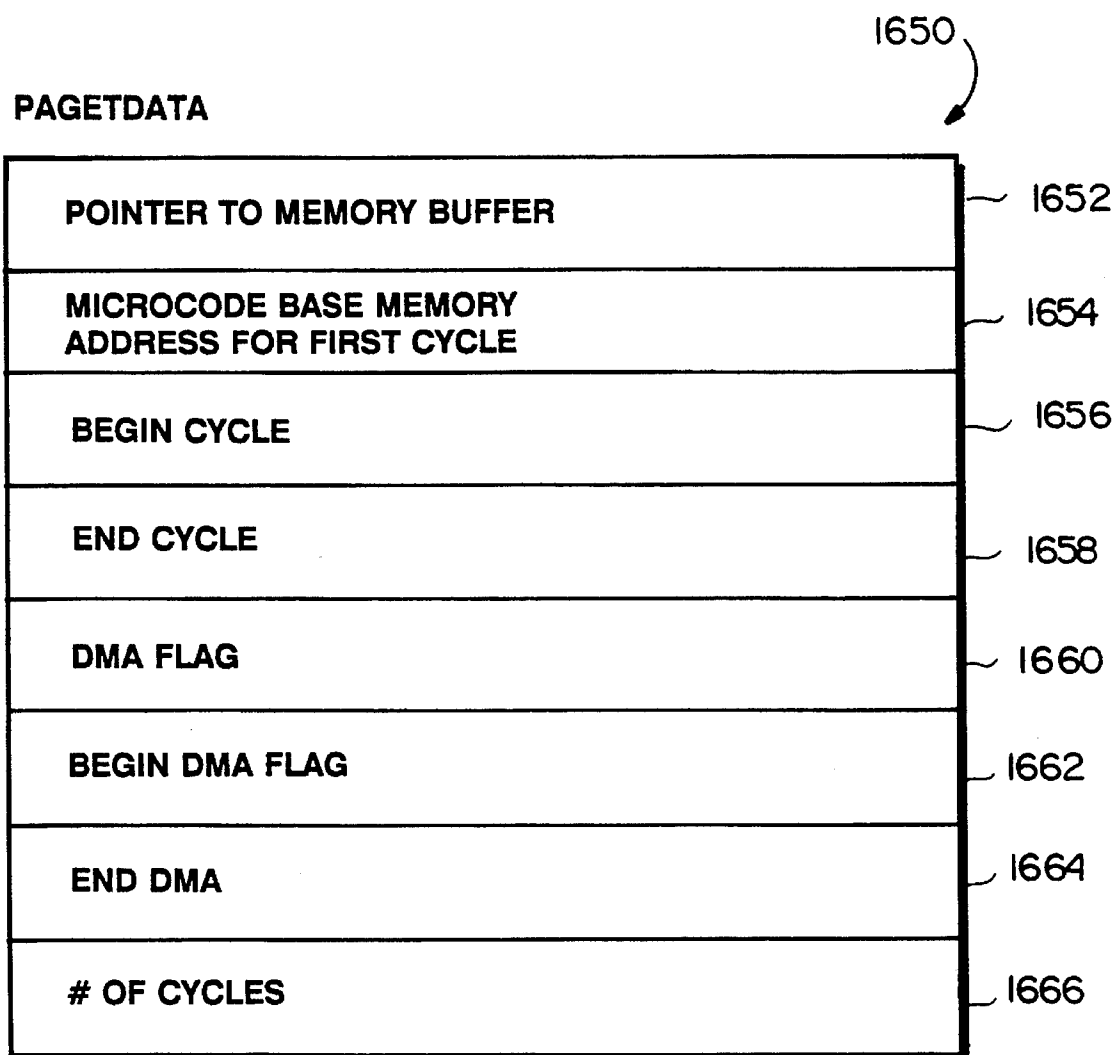 1650
PAGETDATA
POINTER TO MEMORY BUFFER
1652
MICROCODE BASE MEMORY
ADDRESS FOR FIRST CYCLE
1654
BEGIN CYCLE
1656
END CYCLE
1658
DMA FLAG
1660
BEGIN DMA FLAG
1662
END DMA
1664
# OF CYCLES
1666